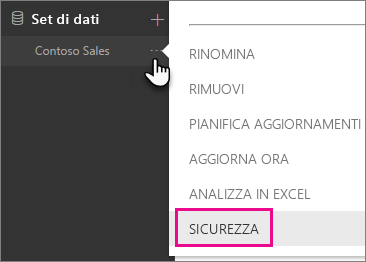 Set di dati
Contoso Sales
RINOMINA
RIMUOVI
PIANIFICA AGGIORNAMENTI
AGGIORNA ORA
ANALIZZA IN EXCEL
SICUREZZA